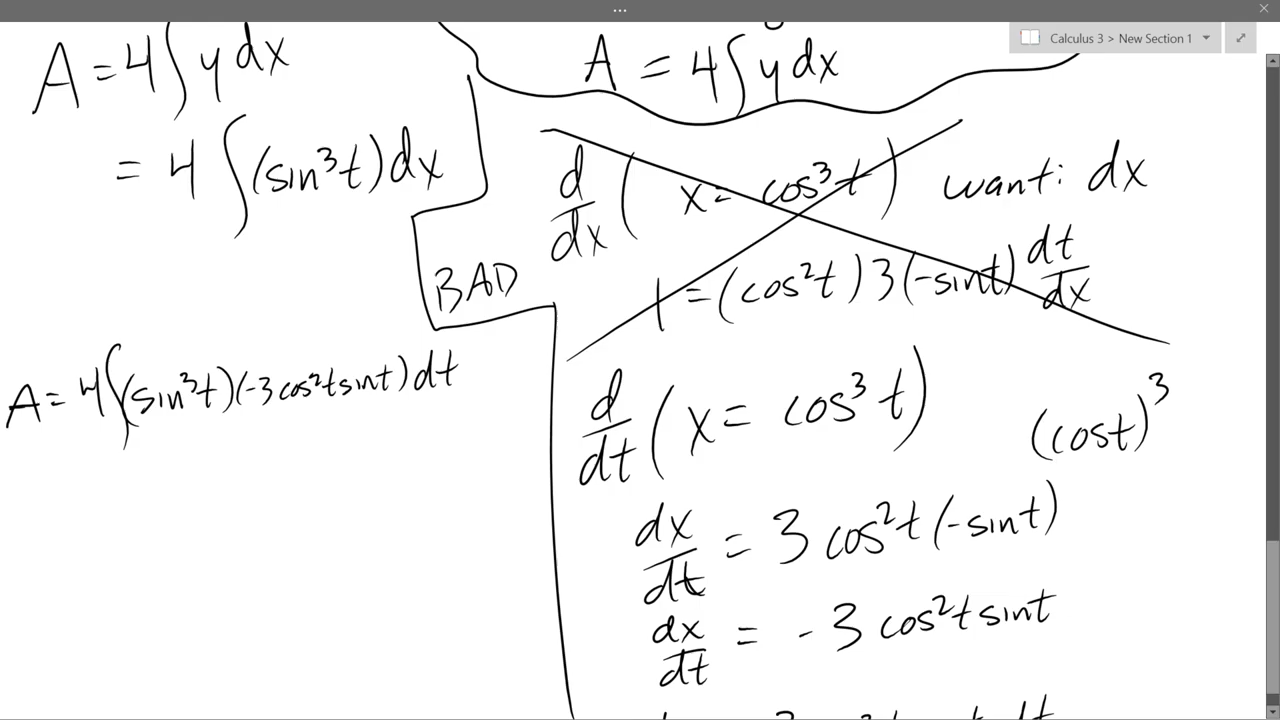 Calculus 3 > New Section 1
A = 4∫ y dx
= 4 ∫ (sin³t) dx
BAD
A = 4∫ (sin³t)(-3cos²t sint) dt
A = 4∫ y dx
d/dx ( x = cos³t ) want: dx
1 = (cos²t) 3 (-sint) dt/dx
d/dt ( x = cos³t ) (cost)³
dx/dt = 3 cos²t (-sint)
dx/dt = -3 cos²t sint